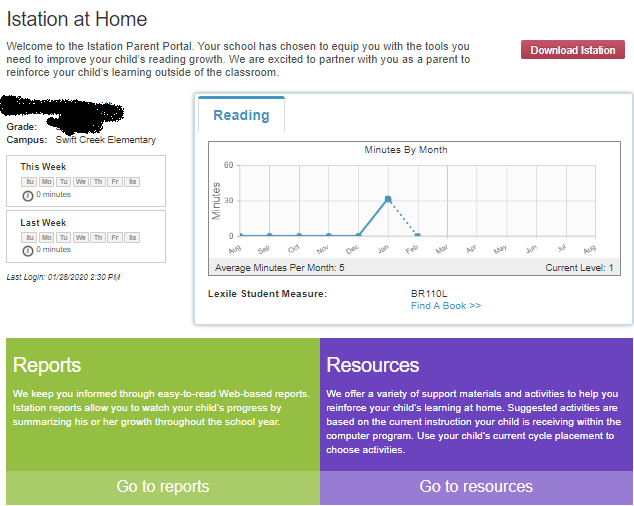 Istation at Home
Welcome to the Istation Parent Portal. Your school has chosen to equip you with the tools you
need to improve your child's reading growth. We are excited to partner with you as a parent to
reinforce your child's learning outside of the classroom.
Download Istation
Grade:
Campus: Swift Creek Elementary
This Week
Su Mo Tu We Th Fr Sa
0 minutes
Last Week
Su Mo Tu We Th Fr Sa
0 minutes
Last Login: 01/28/2020 2:30 PM
Reading
Minutes By Month
Minutes
60
30
0
Aug Sep Oct Nov Dec Jan Feb Mar Apr May Jun Jul Aug
Average Minutes Per Month: 5 Current Level: 1
Lexile Student Measure: BR110L
Find A Book >>
Reports
We keep you informed through easy-to-read Web-based reports.
Istation reports allow you to watch your child's progress by
summarizing his or her growth throughout the school year.
Go to reports
Resources
We offer a variety of support materials and activities to help you
reinforce your child's learning at home. Suggested activities are
based on the current instruction your child is receiving within the
computer program. Use your child's current cycle placement to
choose activities.
Go to resources